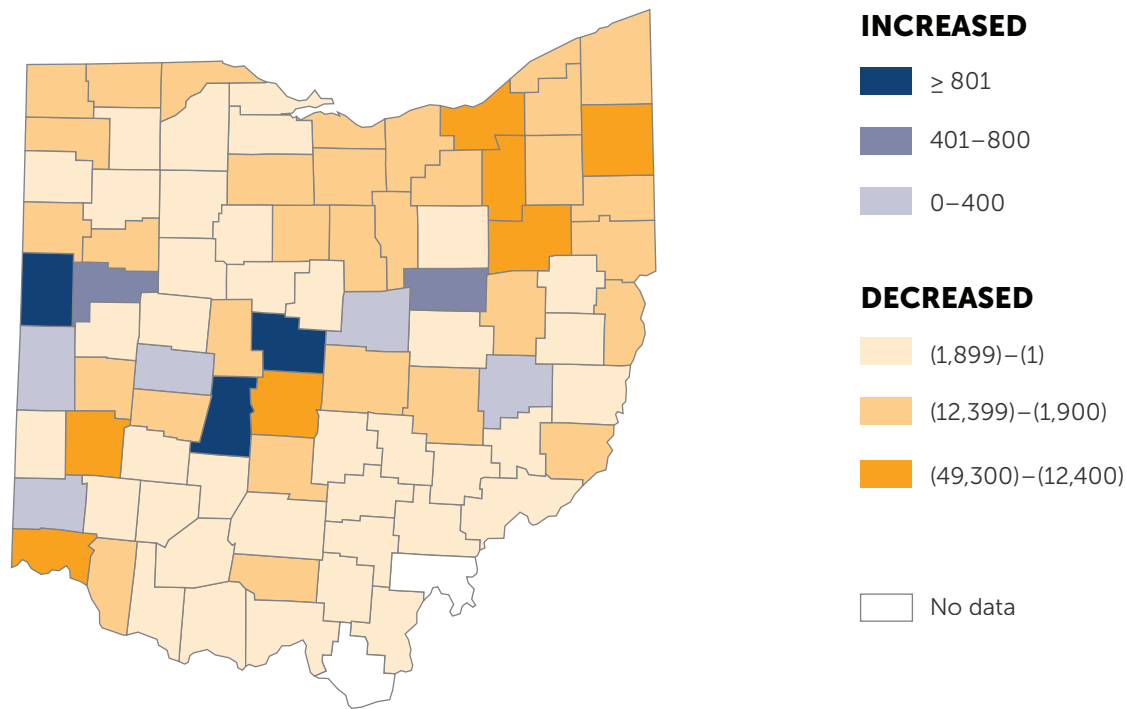 INCREASED
≥ 801
401–800
0–400
DECREASED
(1,899)–(1)
(12,399)–(1,900)
(49,300)–(12,400)
No data